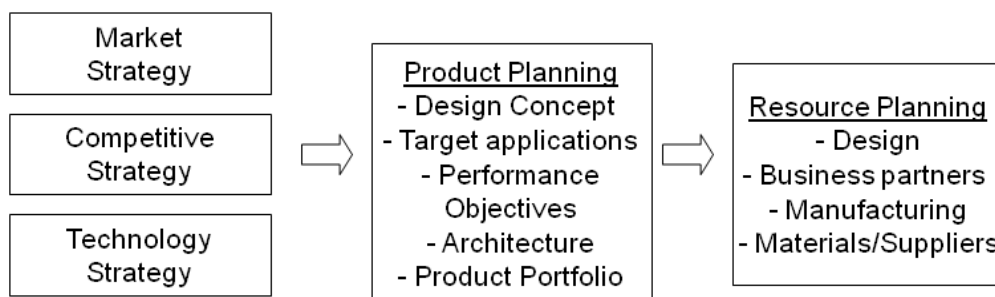 Market
Strategy
Competitive
Strategy
Technology
Strategy
Product Planning
- Design Concept
- Target applications
- Performance
Objectives
- Architecture
- Product Portfolio
Resource Planning
- Design
- Business partners
- Manufacturing
- Materials/Suppliers